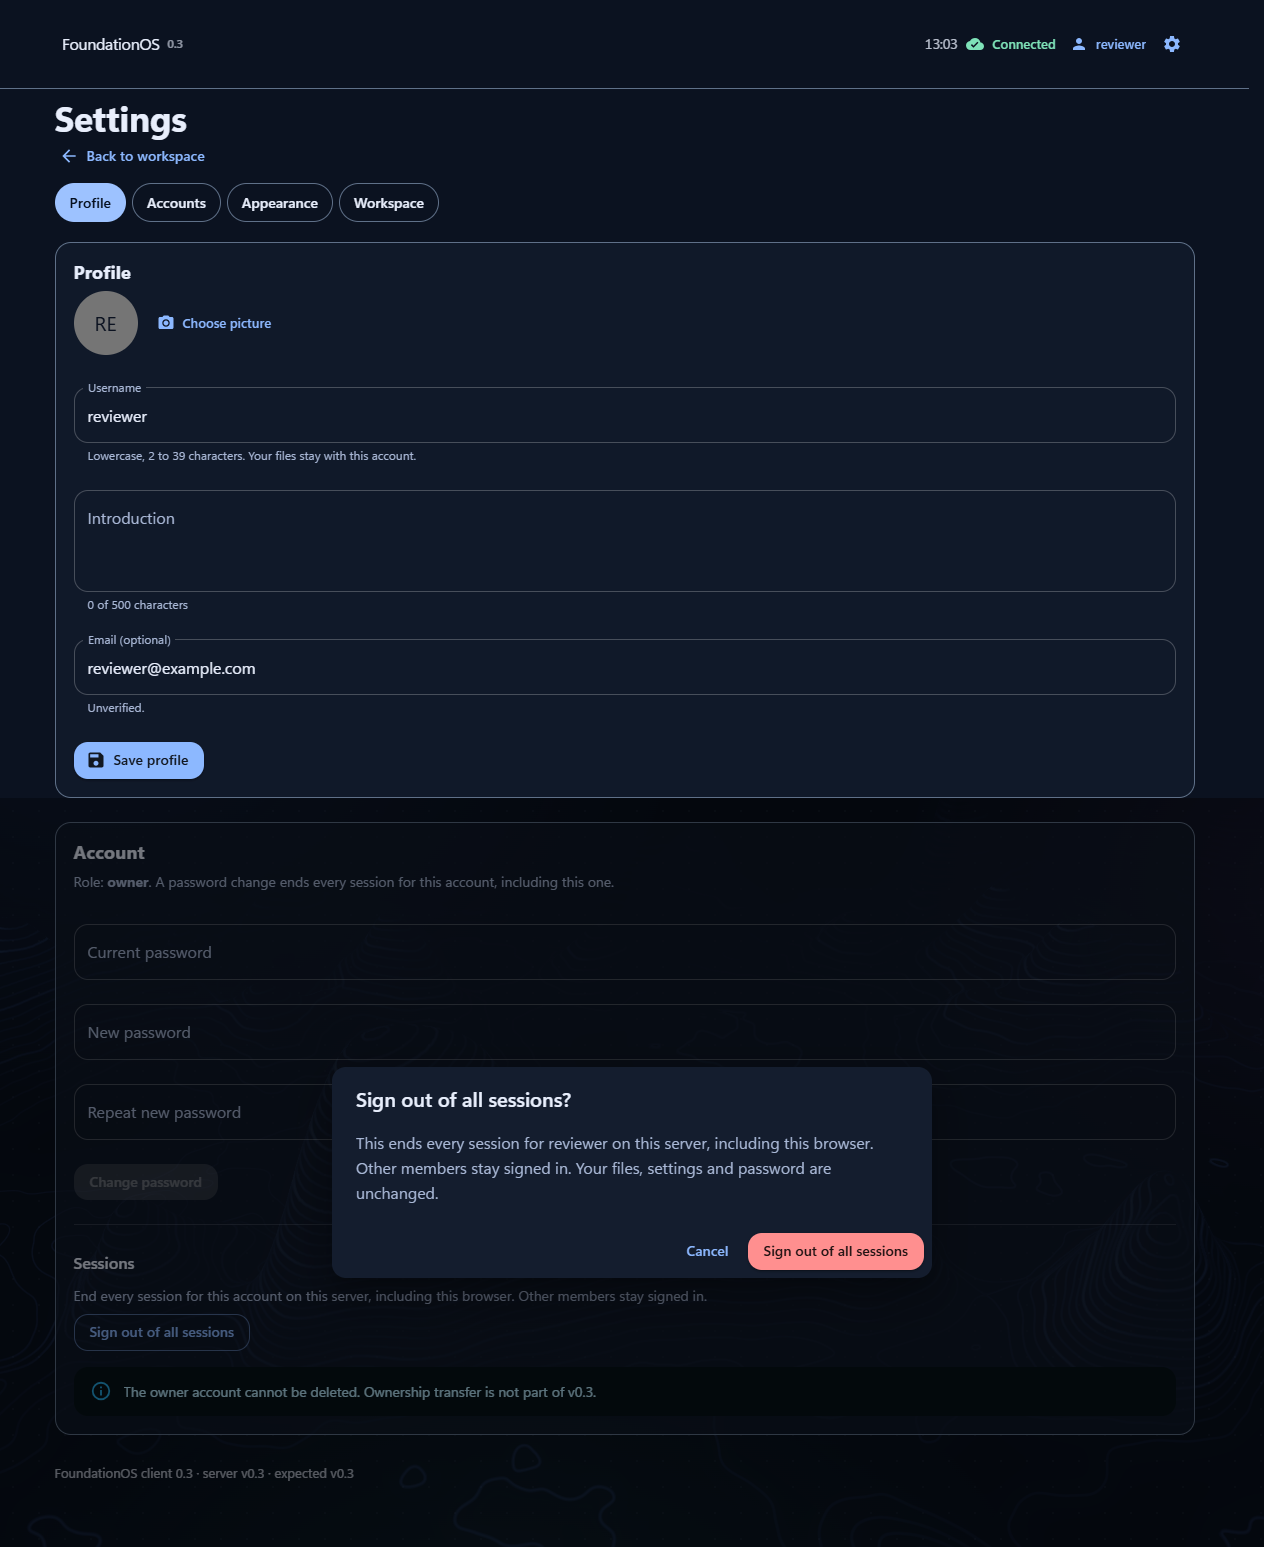 FoundationOS 0.3
13:03 Connected reviewer
Settings
Back to workspace
Profile Accounts Appearance Workspace
Profile
RE Choose picture
Username
reviewer
Lowercase, 2 to 39 characters. Your files stay with this account.
Introduction
0 of 500 characters
Email (optional)
reviewer@example.com
Unverified.
Save profile
Account
Role: owner. A password change ends every session for this account, including this one.
Current password
New password
Repeat new password
Change password
Sign out of all sessions?
This ends every session for reviewer on this server, including this browser.
Other members stay signed in. Your files, settings and password are
unchanged.
Cancel Sign out of all sessions
Sessions
End every session for this account on this server, including this browser. Other members stay signed in.
Sign out of all sessions
The owner account cannot be deleted. Ownership transfer is not part of v0.3.
FoundationOS client 0.3 · server v0.3 · expected v0.3